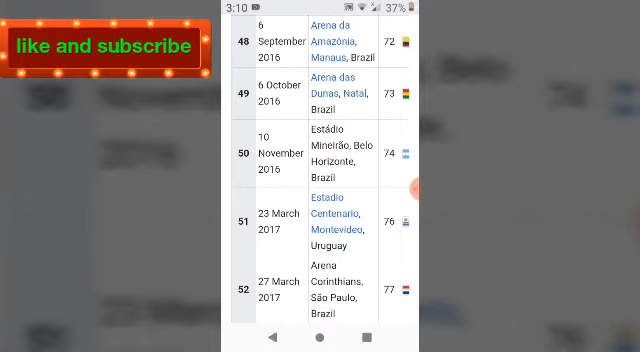 like and subscribe
3:10
37%
48
6
September
2016
Arena da
Amazônia,
Manaus, Brazil
72
49
6 October
2016
Arena das
Dunas, Natal,
Brazil
73
50
10
November
2016
Estádio
Mineirão, Belo
Horizonte,
Brazil
74
51
23 March
2017
Estadio
Centenario,
Montevideo,
Uruguay
76
52
27 March
2017
Arena
Corinthians,
São Paulo,
Brazil
77